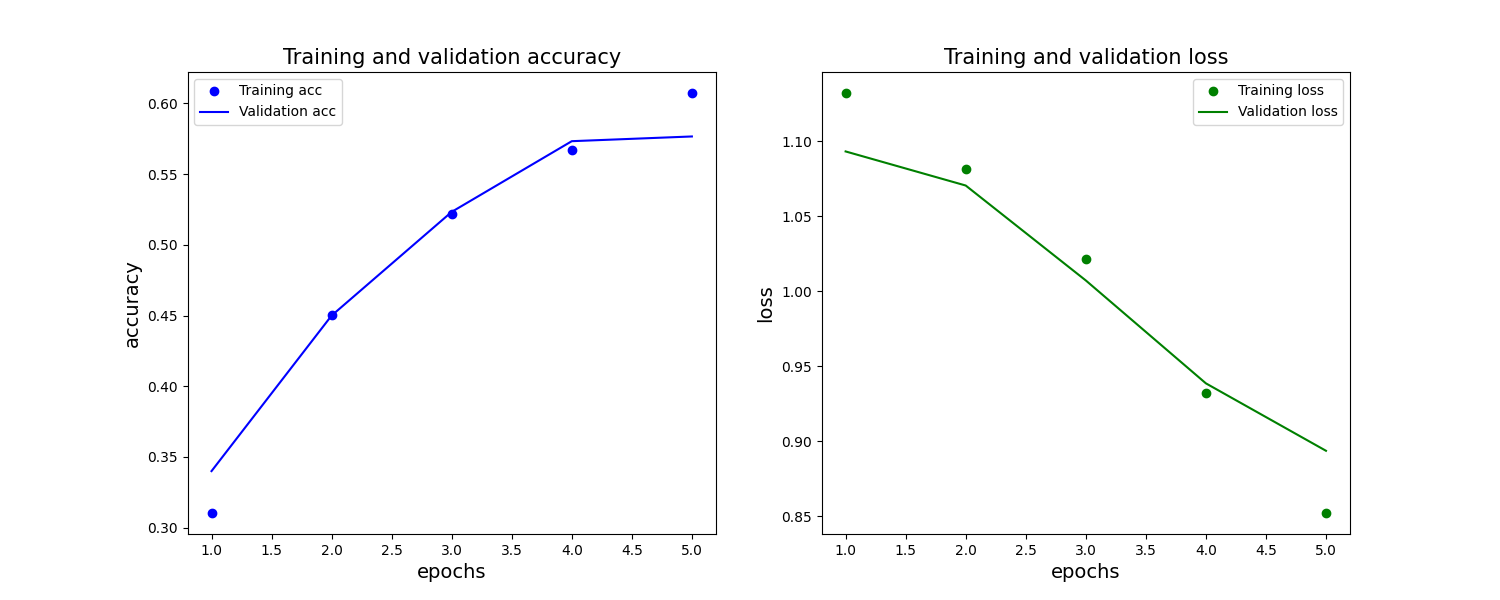 Training and validation accuracy
Training acc
Validation acc
0.60
0.55
0.50
0.45
0.40
0.35
0.30
accuracy
1.0 1.5 2.0 2.5 3.0 3.5 4.0 4.5 5.0
epochs
Training and validation loss
Training loss
Validation loss
1.10
1.05
1.00
0.95
0.90
0.85
loss
1.0 1.5 2.0 2.5 3.0 3.5 4.0 4.5 5.0
epochs